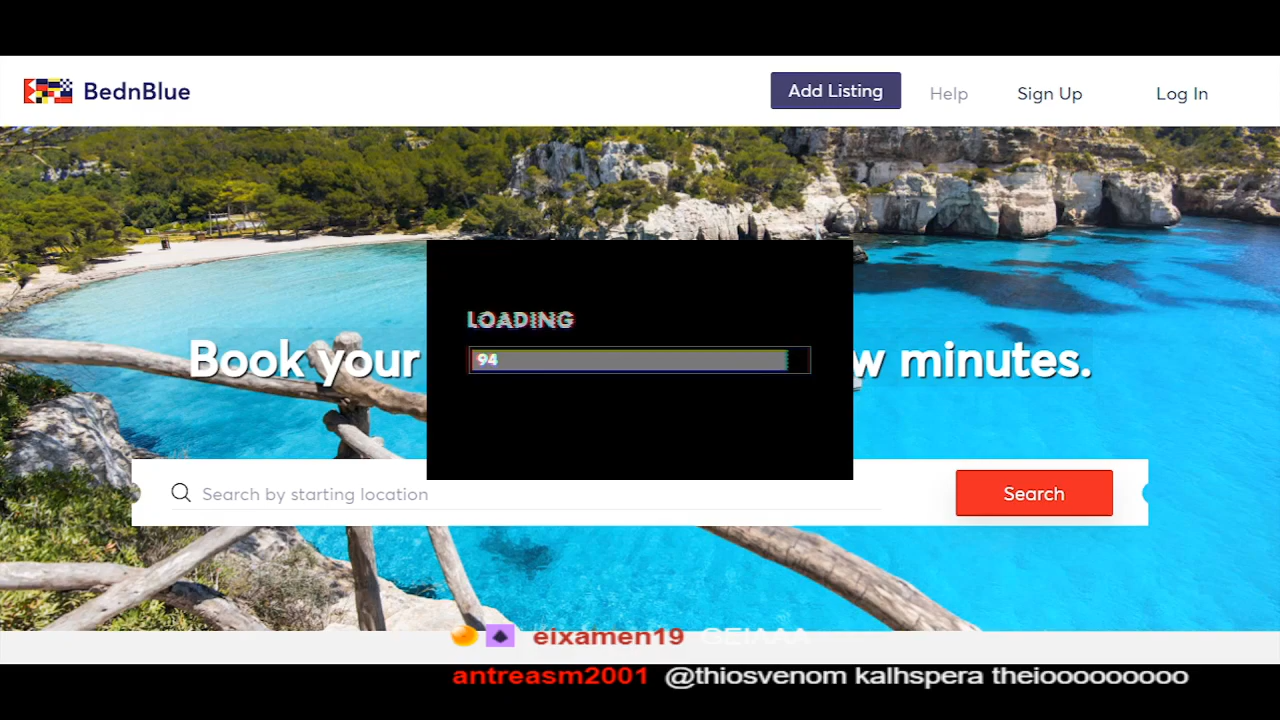 BednBlue
Add Listing Help Sign Up Log In
LOADING
94
Book your w minutes.
Search by starting location Search
eixamen19 GEIAAA
antreasm2001 @thiosvenom kalhspera theiooooooooo